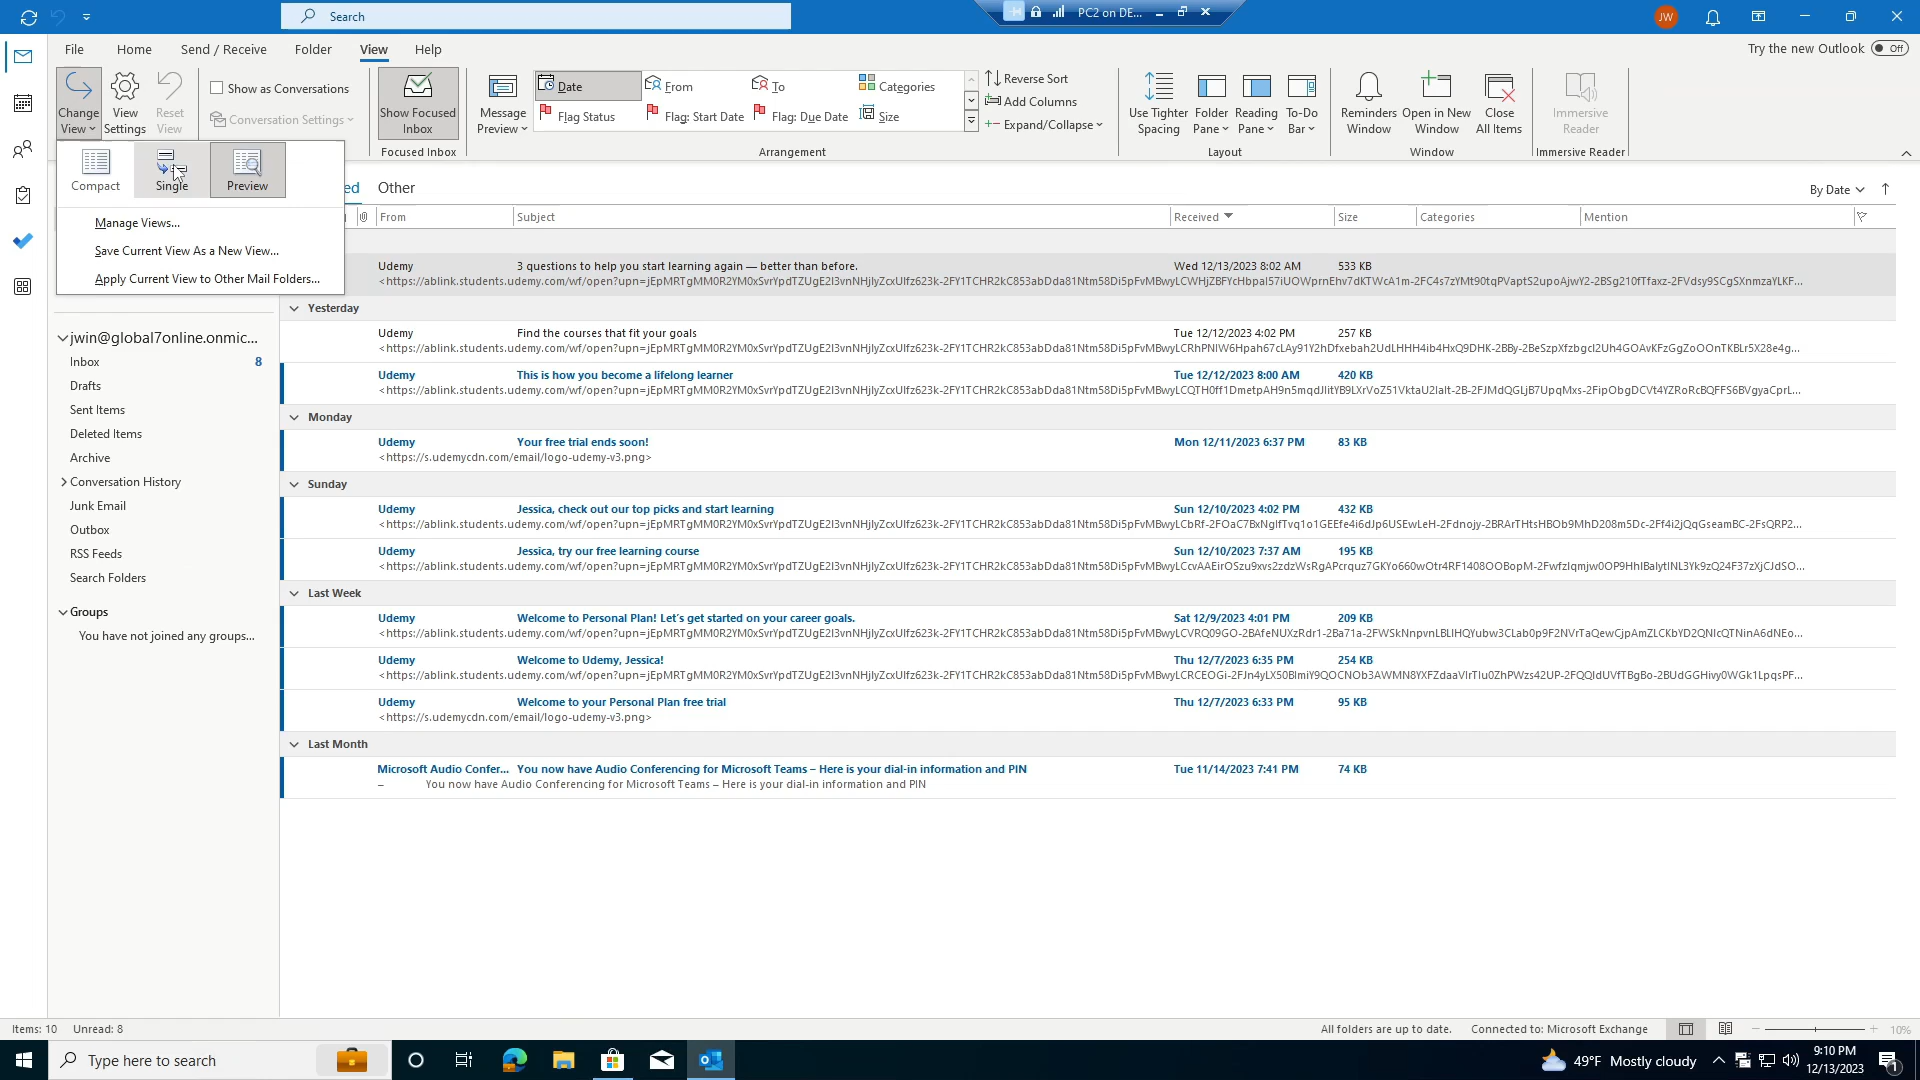 Search
PC2 on DE...
JW
File Home Send / Receive Folder View Help
Try the new Outlook Off
Change View
View Settings
Reset View
Show as Conversations
Conversation Settings
Show Focused Inbox
Focused Inbox
Message Preview
Date From To Categories
Flag Status Flag: Start Date Flag: Due Date Size
Reverse Sort
Add Columns
Expand/Collapse
Arrangement
Use Tighter Spacing
Folder Pane
Reading Pane
To-Do Bar
Layout
Reminders Window
Open in New Window
Close All Items
Window
Immersive Reader
Immersive Reader
Compact Single Preview
Manage Views...
Save Current View As a New View...
Apply Current View to Other Mail Folders...
jwin@global7online.onmic...
Inbox 8
Drafts
Sent Items
Deleted Items
Archive
Conversation History
Junk Email
Outbox
RSS Feeds
Search Folders
Groups
You have not joined any groups...
ed Other
By Date
From Subject Received Size Categories Mention
Udemy 3 questions to help you start learning again — better than before. Wed 12/13/2023 8:02 AM 533 KB
Yesterday
Udemy Find the courses that fit your goals Tue 12/12/2023 4:02 PM 257 KB
Udemy This is how you become a lifelong learner Tue 12/12/2023 8:00 AM 420 KB
Monday
Udemy Your free trial ends soon! Mon 12/11/2023 6:37 PM 83 KB
<https://s.udemycdn.com/email/logo-udemy-v3.png>
Sunday
Udemy Jessica, check out our top picks and start learning Sun 12/10/2023 4:02 PM 432 KB
Udemy Jessica, try our free learning course Sun 12/10/2023 7:37 AM 195 KB
Last Week
Udemy Welcome to Personal Plan! Let's get started on your career goals. Sat 12/9/2023 4:01 PM 209 KB
Udemy Welcome to Udemy, Jessica! Thu 12/7/2023 6:35 PM 254 KB
Udemy Welcome to your Personal Plan free trial Thu 12/7/2023 6:33 PM 95 KB
<https://s.udemycdn.com/email/logo-udemy-v3.png>
Last Month
Microsoft Audio Confer... You now have Audio Conferencing for Microsoft Teams – Here is your dial-in information and PIN Tue 11/14/2023 7:41 PM 74 KB
– You now have Audio Conferencing for Microsoft Teams – Here is your dial-in information and PIN
Items: 10 Unread: 8
All folders are up to date. Connected to: Microsoft Exchange 10%
Type here to search
49°F Mostly cloudy
9:10 PM
12/13/2023
1